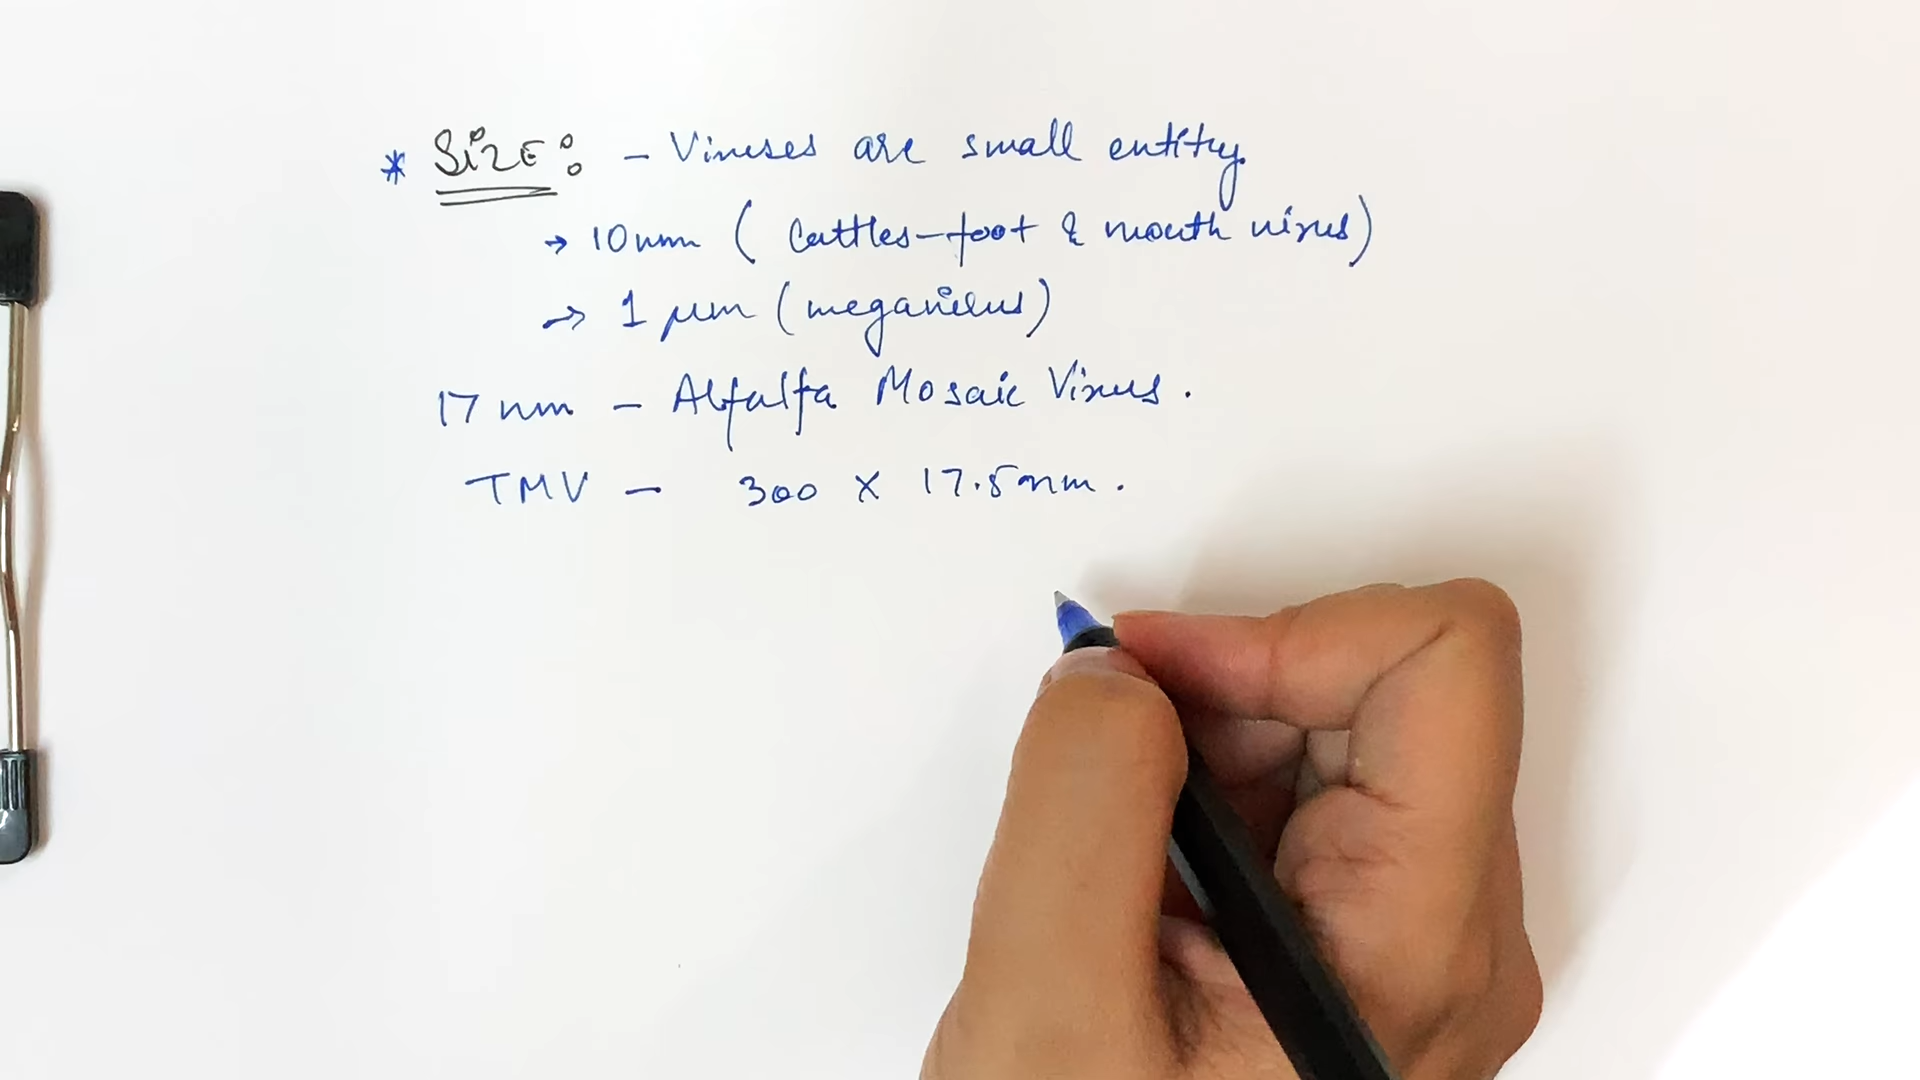 * SiZE: - Viruses are small entity.
→ 10nm ( Cattles-foot & mouth virus)
→ 1 μm (megavirus)
17 nm - Alfalfa Mosaic Virus.
TMV - 300 X 17.5nm.